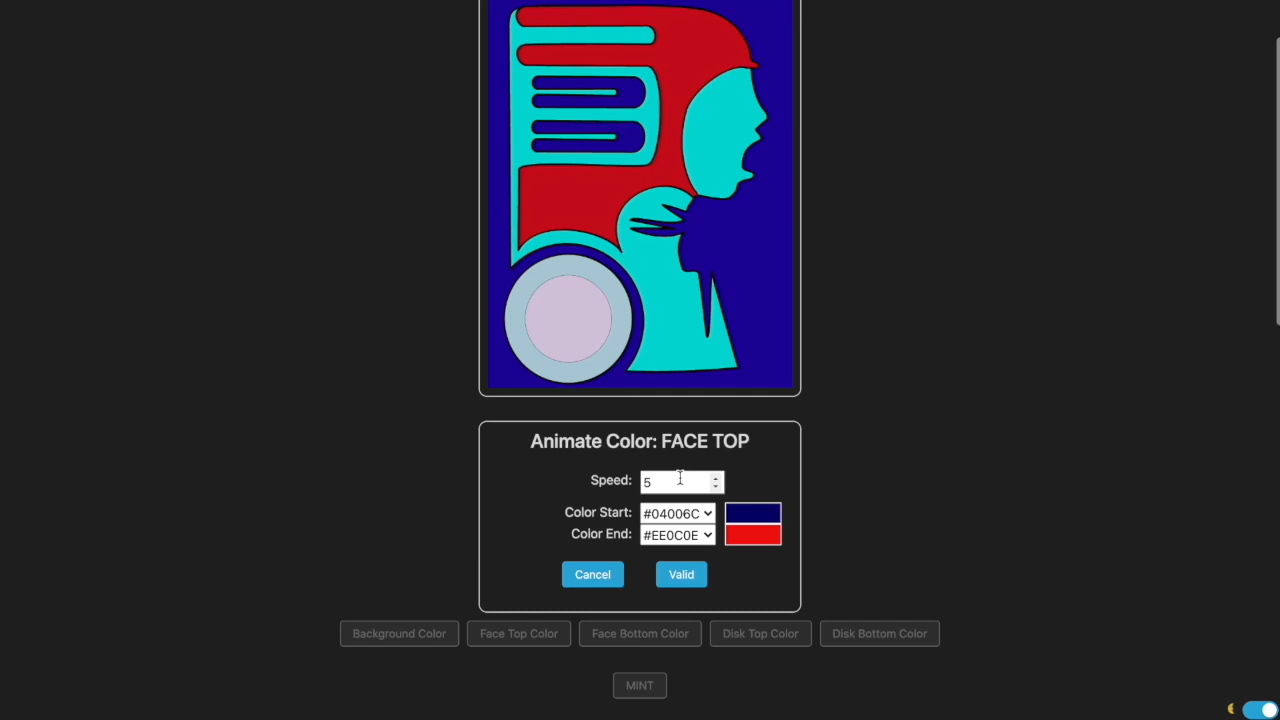 Animate Color: FACE TOP
Speed: 5
Color Start: #04006C
Color End: #EE0C0E
Cancel Valid
Background Color Face Top Color Face Bottom Color Disk Top Color Disk Bottom Color
MINT